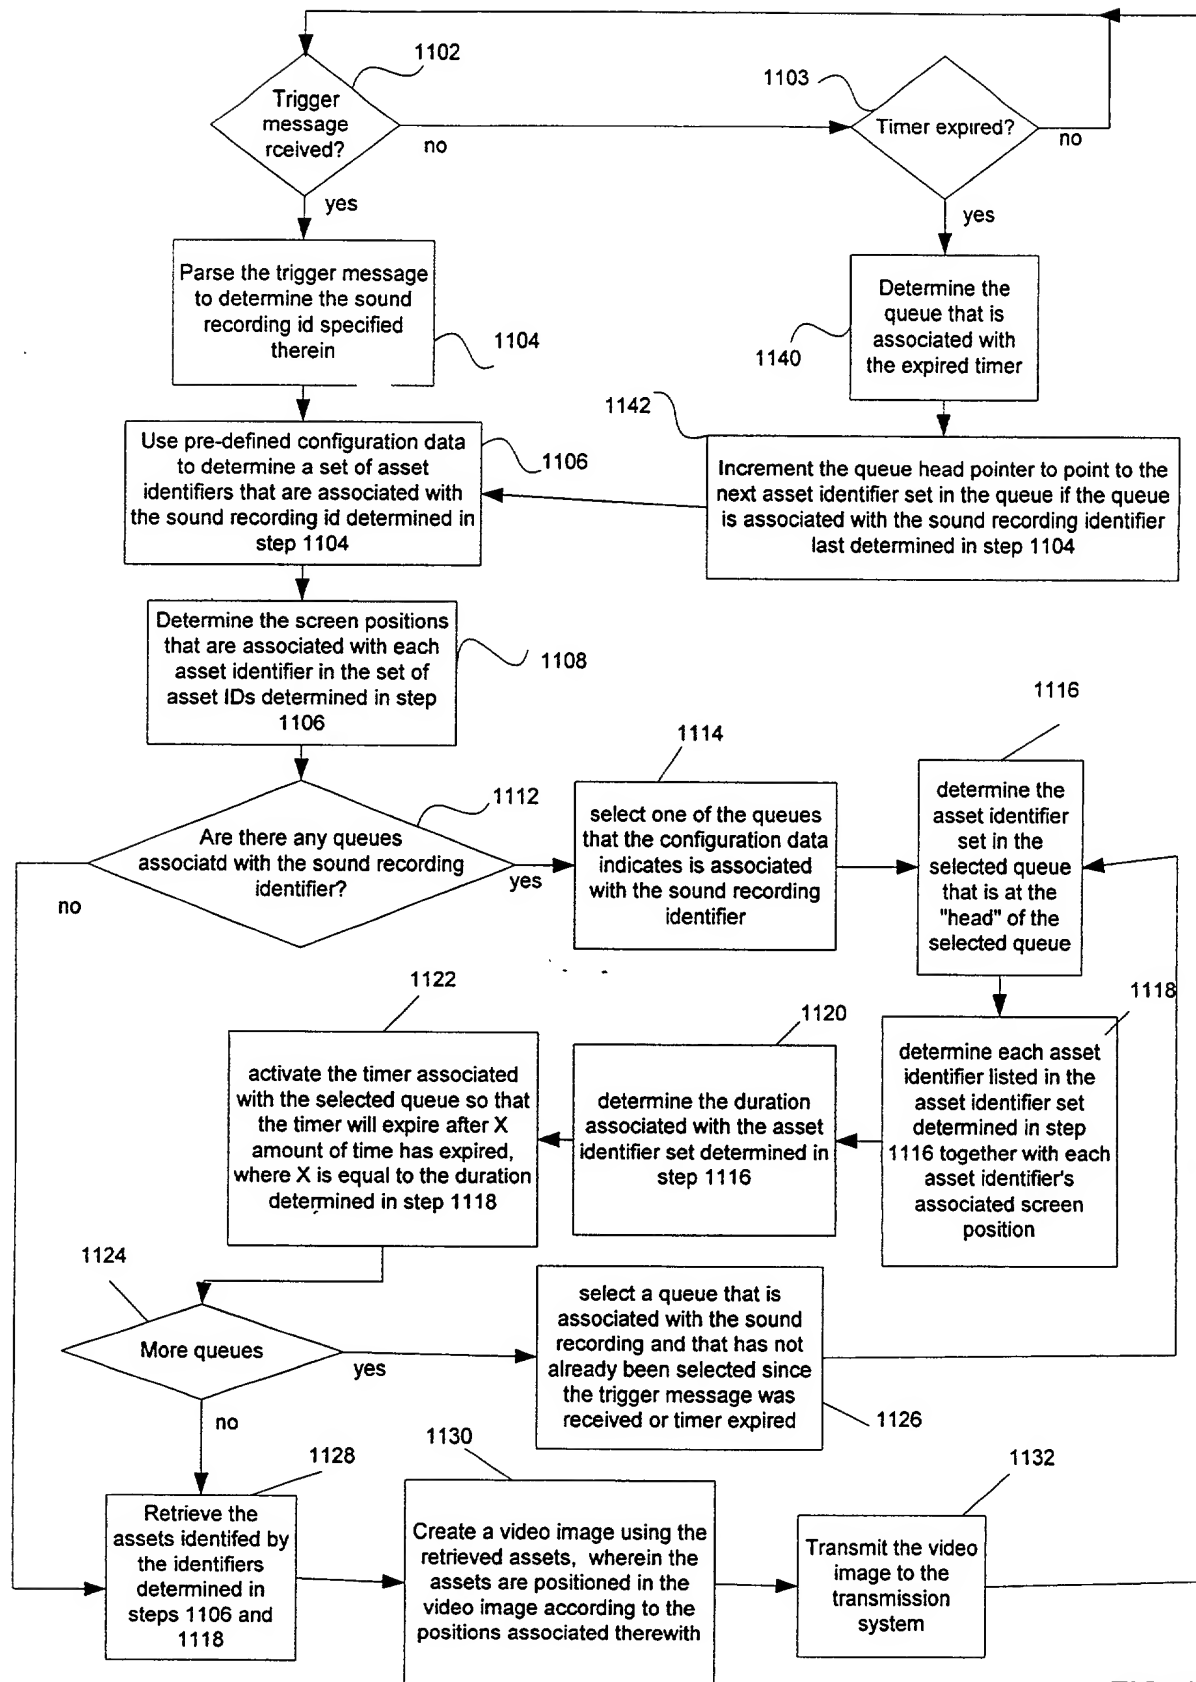 1102
Trigger
message
rceived?
no
yes
1103
Timer expired?
no
yes
Parse the trigger message
to determine the sound
recording id specified
therein
1104
Determine the
queue that is
associated with
the expired timer
1140
1142
Use pre-defined configuration data
to determine a set of asset
identifiers that are associated with
the sound recording id determined in
step 1104
1106
Increment the queue head pointer to point to the
next asset identifier set in the queue if the queue
is associated with the sound recording identifier
last determined in step 1104
Determine the screen positions
that are associated with each
asset identifier in the set of
asset IDs determined in step
1106
1108
1112
Are there any queues
associatd with the sound recording
identifier?
no
yes
1114
select one of the queues
that the configuration data
indicates is associated
with the sound recording
identifier
1116
determine the
asset identifier
set in the
selected queue
that is at the
"head" of the
selected queue
1118
determine each asset
identifier listed in the
asset identifier set
determined in step
1116 together with each
asset identifier's
associated screen
position
1120
determine the duration
associated with the asset
identifier set determined in
step 1116
1122
activate the timer associated
with the selected queue so that
the timer will expire after X
amount of time has expired,
where X is equal to the duration
determined in step 1118
1124
More queues
yes
no
select a queue that is
associated with the sound
recording and that has not
already been selected since
the trigger message was
received or timer expired
1126
1128
Retrieve the
assets identifed by
the identifiers
determined in
steps 1106 and
1118
1130
Create a video image using the
retrieved assets, wherein the
assets are positioned in the
video image according to the
positions associated therewith
1132
Transmit the video
image to the
transmission
system